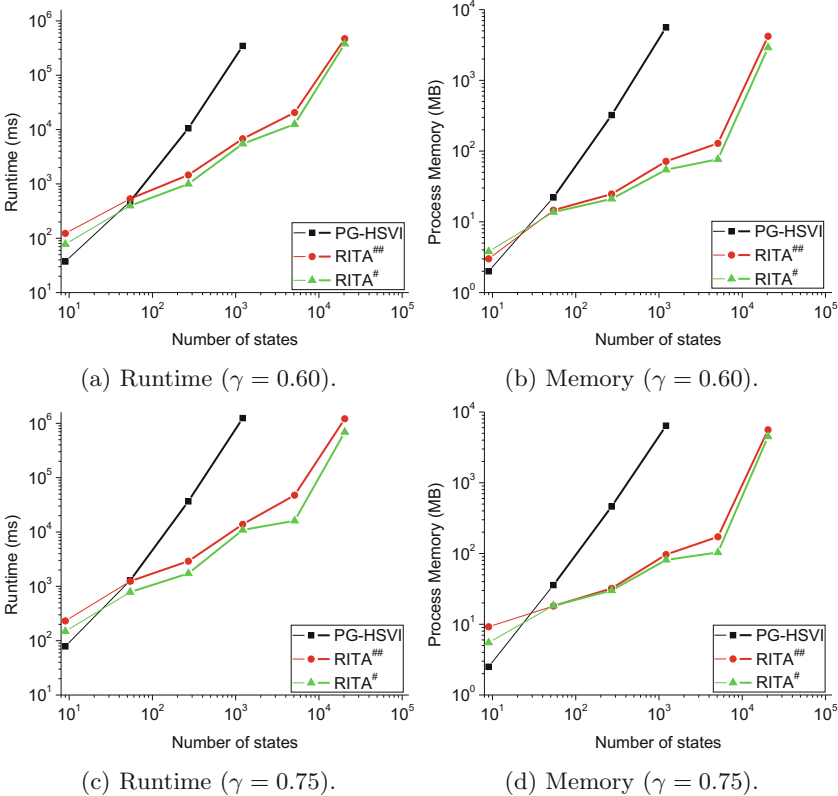 10⁶
10⁵
10⁴
10³
10²
10¹
Runtime (ms)
10¹ 10² 10³ 10⁴ 10⁵
Number of states
PG-HSVI
RITA##
RITA#
(a) Runtime (γ = 0.60).
10⁴
10³
10²
10¹
10⁰
Process Memory (MB)
10¹ 10² 10³ 10⁴ 10⁵
Number of states
PG-HSVI
RITA##
RITA#
(b) Memory (γ = 0.60).
10⁶
10⁵
10⁴
10³
10²
10¹
Runtime (ms)
10¹ 10² 10³ 10⁴ 10⁵
Number of states
PG-HSVI
RITA##
RITA#
(c) Runtime (γ = 0.75).
10⁴
10³
10²
10¹
10⁰
Process Memory (MB)
10¹ 10² 10³ 10⁴ 10⁵
Number of states
PG-HSVI
RITA##
RITA#
(d) Memory (γ = 0.75).